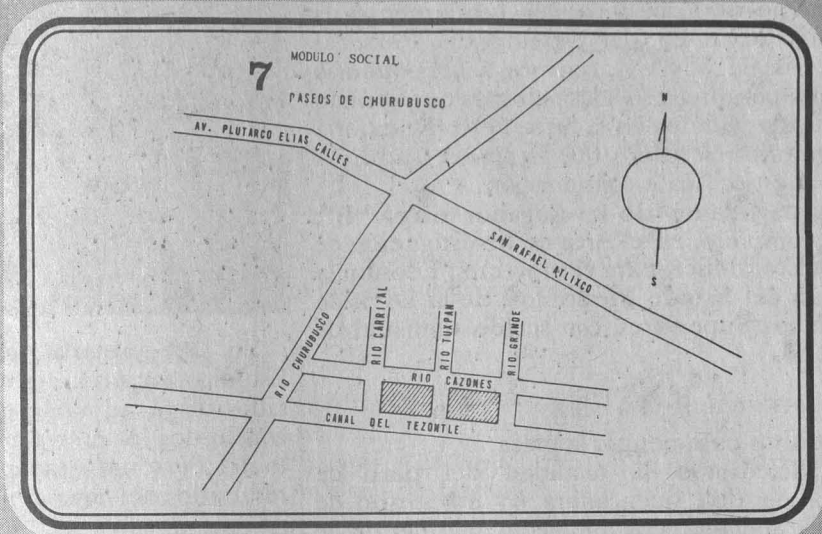 7
MODULO SOCIAL
PASEOS DE CHURUBUSCO
AV. PLUTARCO ELIAS CALLES
N
SAN RAFAEL ATLIXCO
S
RIO CHURUBUSCO
RIO CARRIZAL
RIO TUXPAN
RIO GRANDE
RIO CAZONES
CANAL DEL TEZONTLE